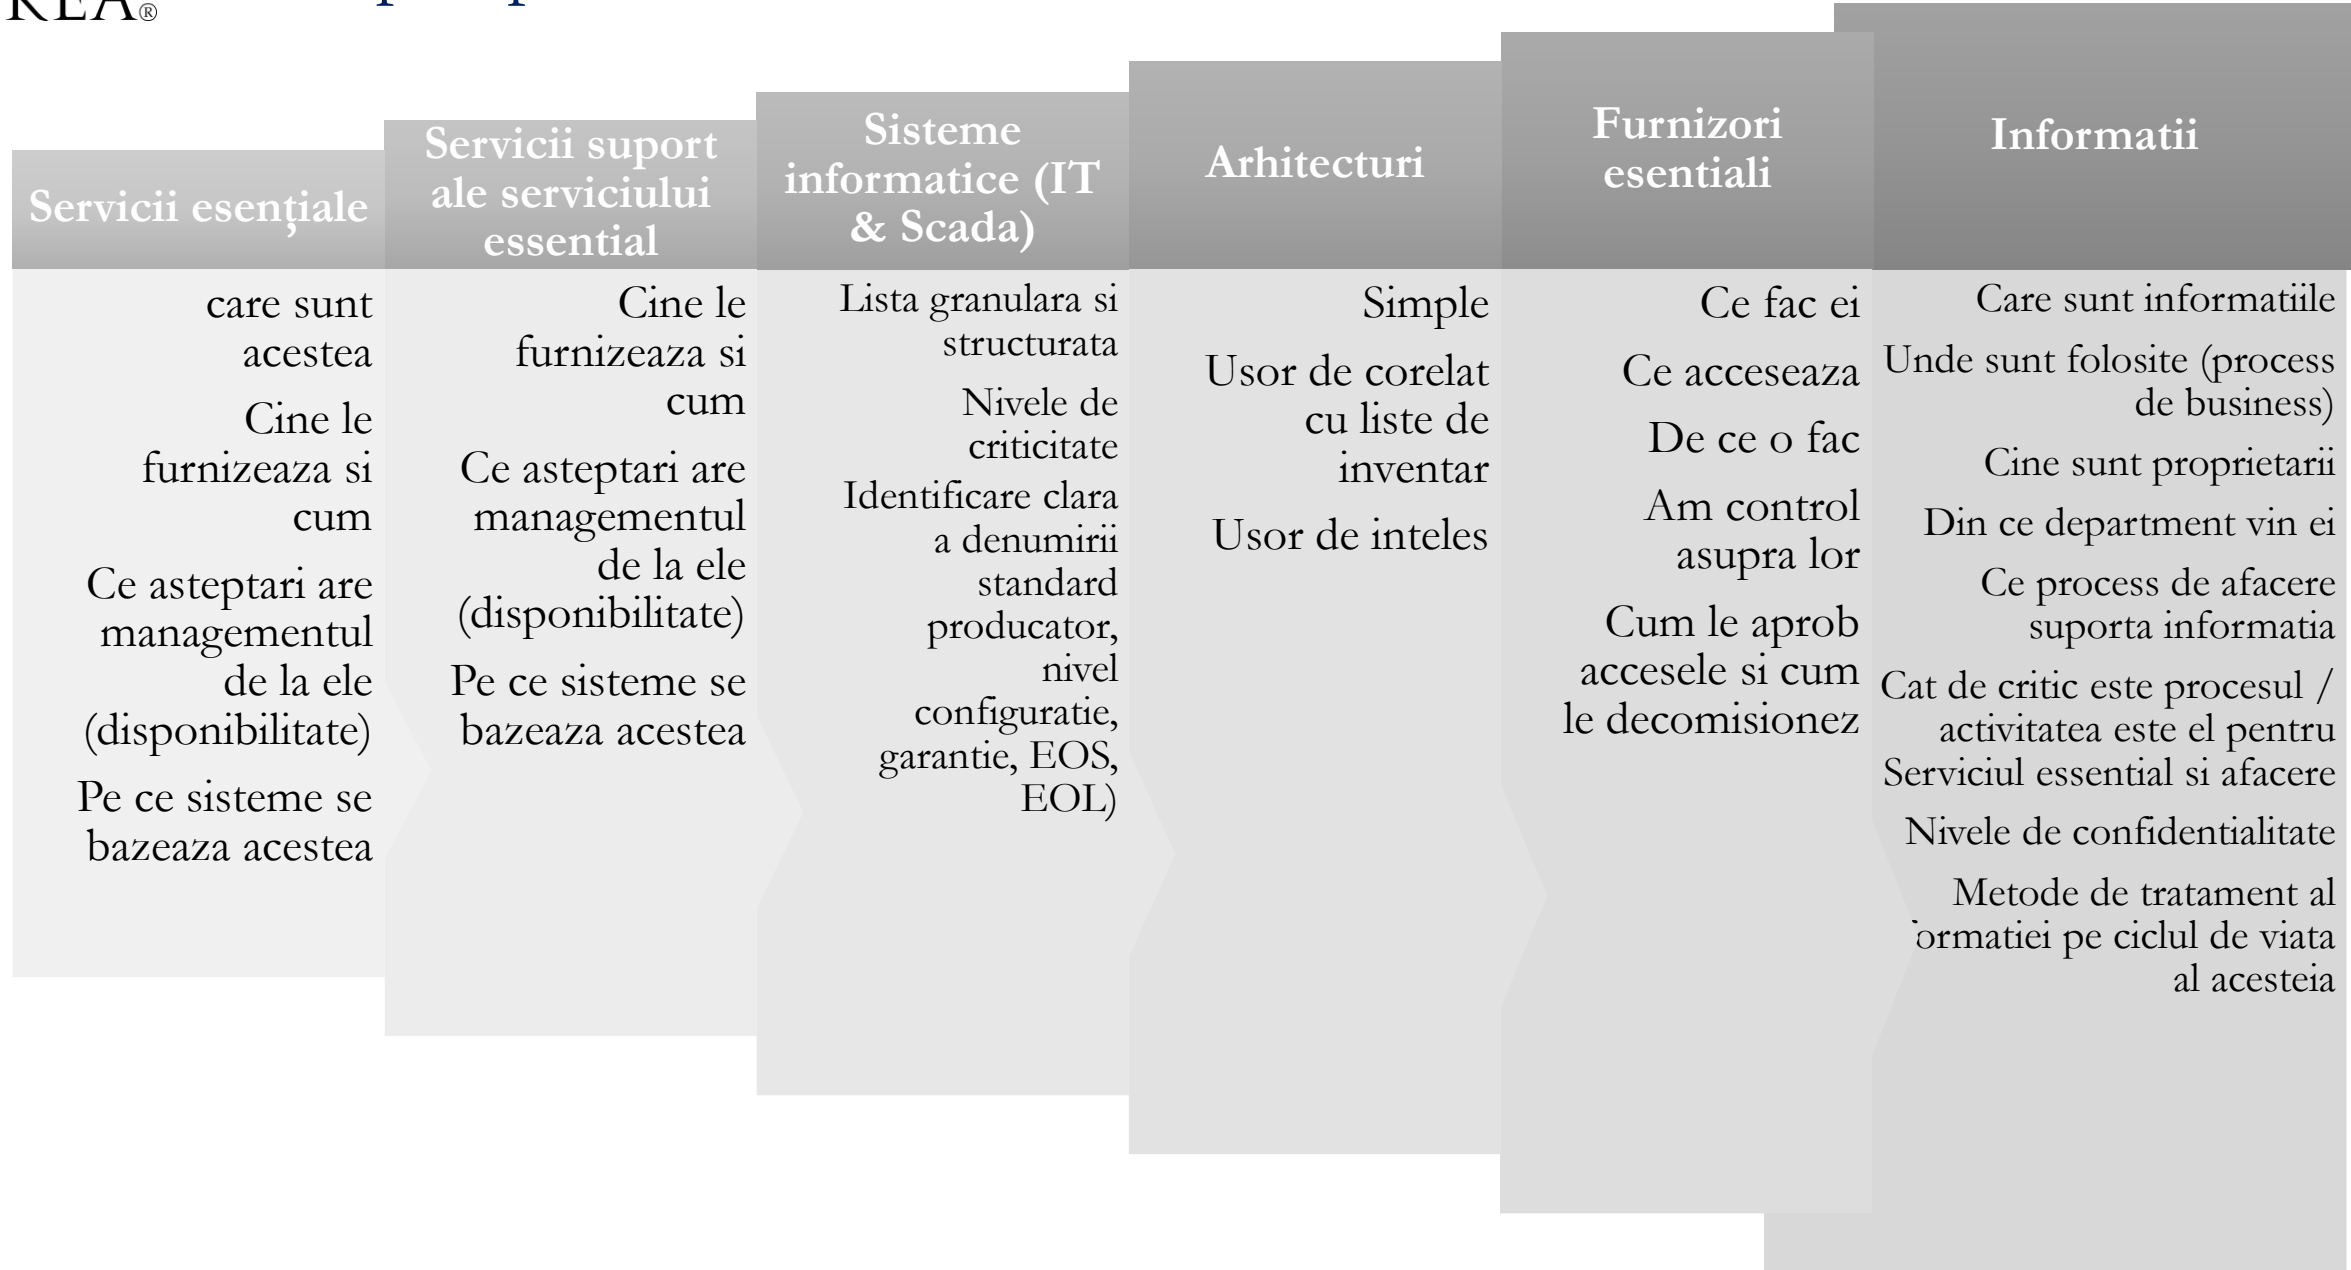 REA®
Servicii esențiale
care sunt
acestea
Cine le
furnizeaza si
cum
Ce asteptari are
managementul
de la ele
(disponibilitate)
Pe ce sisteme se
bazeaza acestea
Servicii suport
ale serviciului
essential
Cine le
furnizeaza si
cum
Ce asteptari are
managementul
de la ele
(disponibilitate)
Pe ce sisteme se
bazeaza acestea
Sisteme
informatice (IT
& Scada)
Lista granulara si
structurata
Nivele de
criticitate
Identificare clara
a denumirii
standard
producator,
nivel
configuratie,
garantie, EOS,
EOL)
Arhitecturi
Simple
Usor de corelat
cu liste de
inventar
Usor de inteles
Furnizori
esentiali
Ce fac ei
Ce acceseaza
De ce o fac
Am control
asupra lor
Cum le aprob
accesele si cum
le decomisionez
Informatii
Care sunt informatiile
Unde sunt folosite (process
de business)
Cine sunt proprietarii
Din ce department vin ei
Ce process de afacere
suporta informatia
Cat de critic este procesul /
activitatea este el pentru
Serviciul essential si afacere
Nivele de confidentialitate
Metode de tratament al
ormatiei pe ciclul de viata
al acesteia